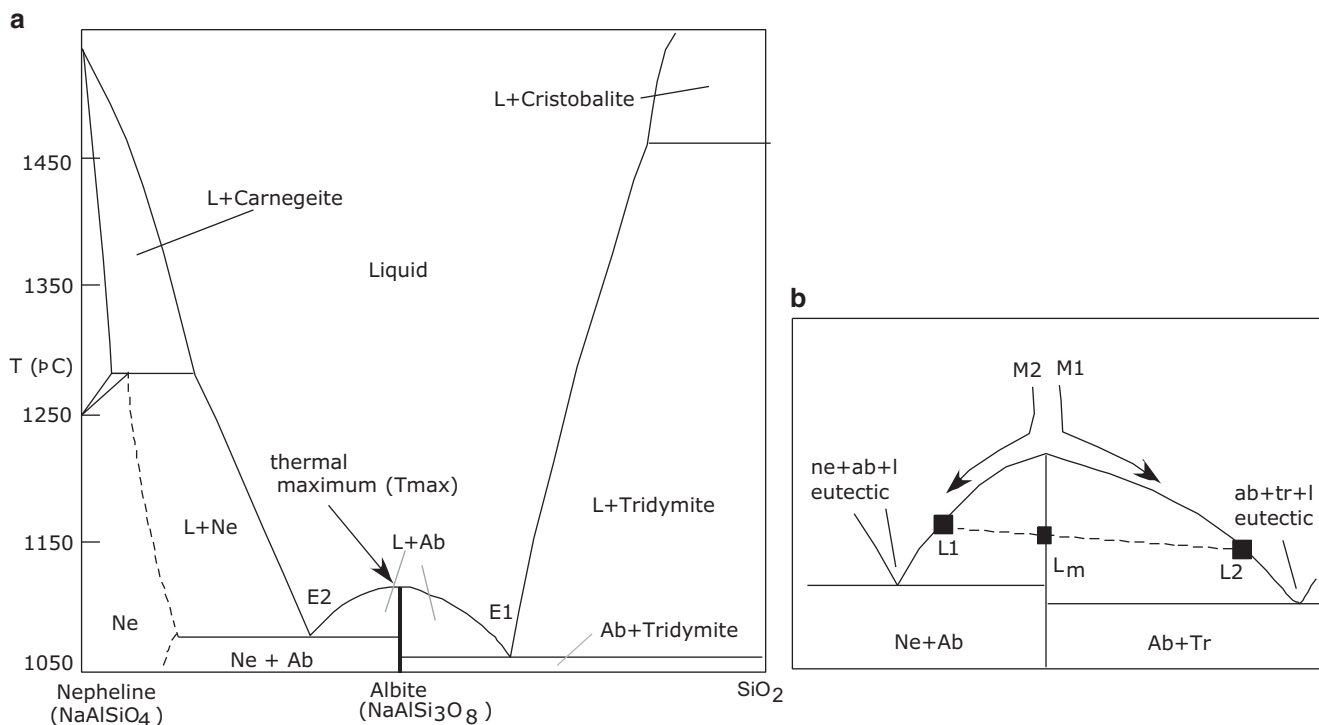 a
L+Cristobalite
1450
L+Carnegeite
Liquid
1350
T (ÞC)
1250
thermal
maximum (Tmax)
L+Ne
L+Tridymite
1150
L+Ab
E2
E1
Ne
Ab+Tridymite
Ne + Ab
1050
Nepheline
(NaAlSiO4)
Albite
(NaAlSi3O8)
SiO2
b
M2 M1
ne+ab+l
eutectic
ab+tr+l
eutectic
L1
Lm
L2
Ne+Ab
Ab+Tr